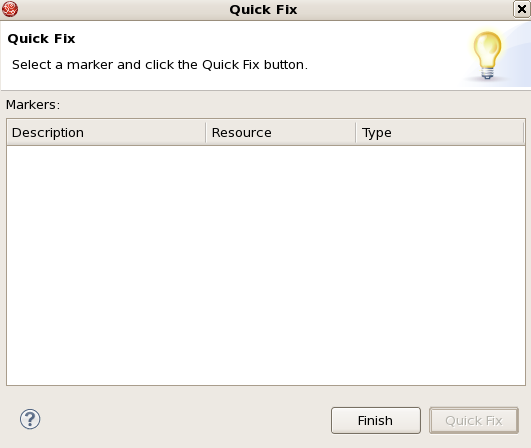 Quick Fix
Quick Fix
Select a marker and click the Quick Fix button.
Markers:
Description Resource Type
? Finish Quick Fix